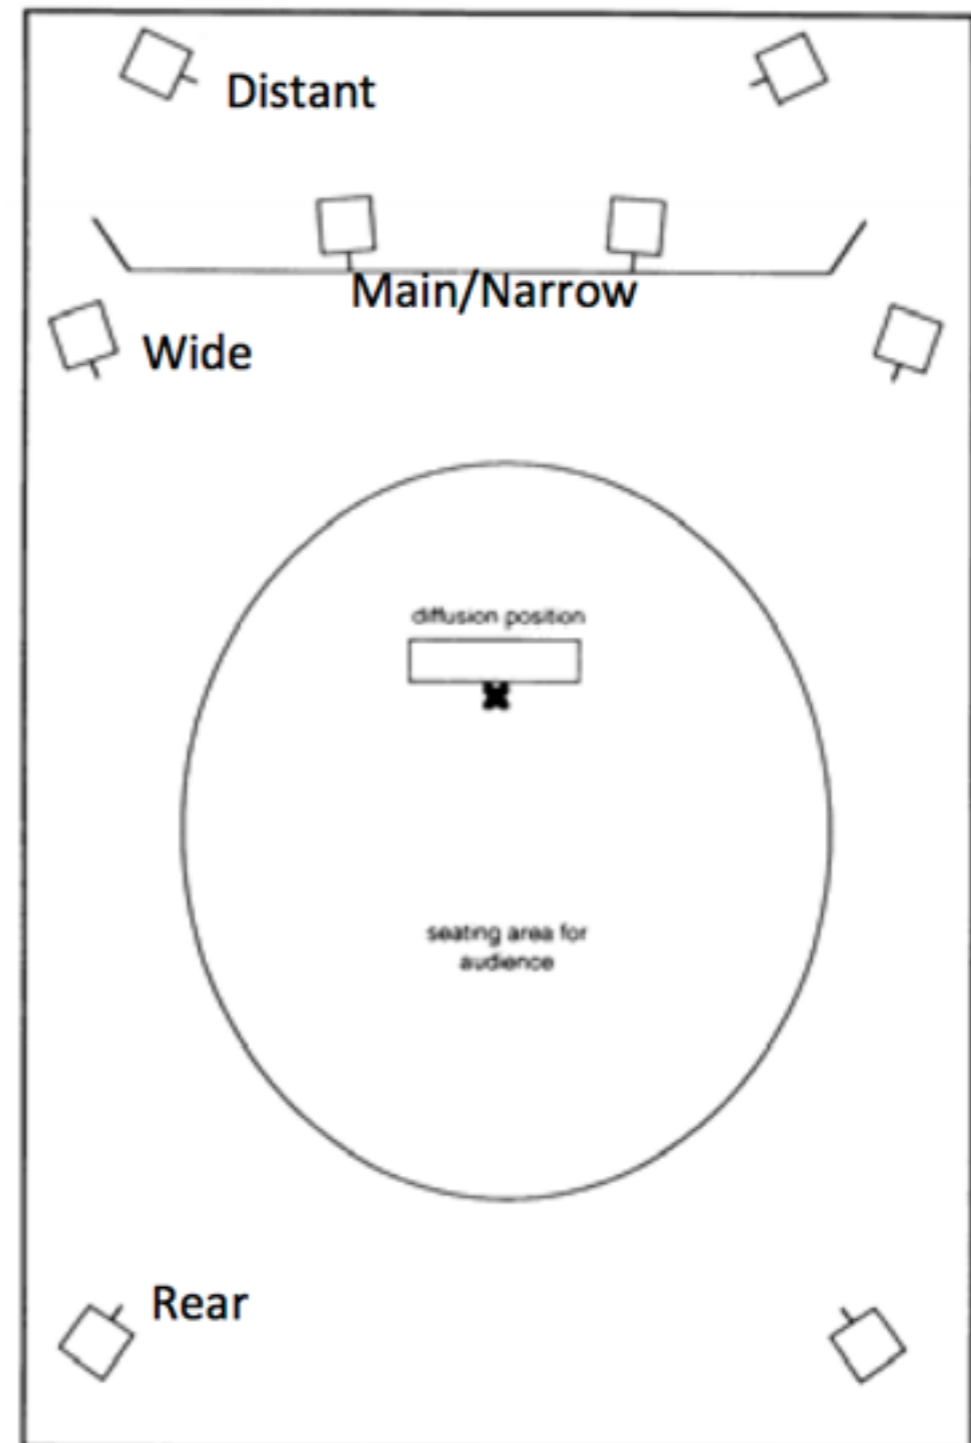 Distant
Main/Narrow
Wide
diffusion position
seating area for
audience
Rear